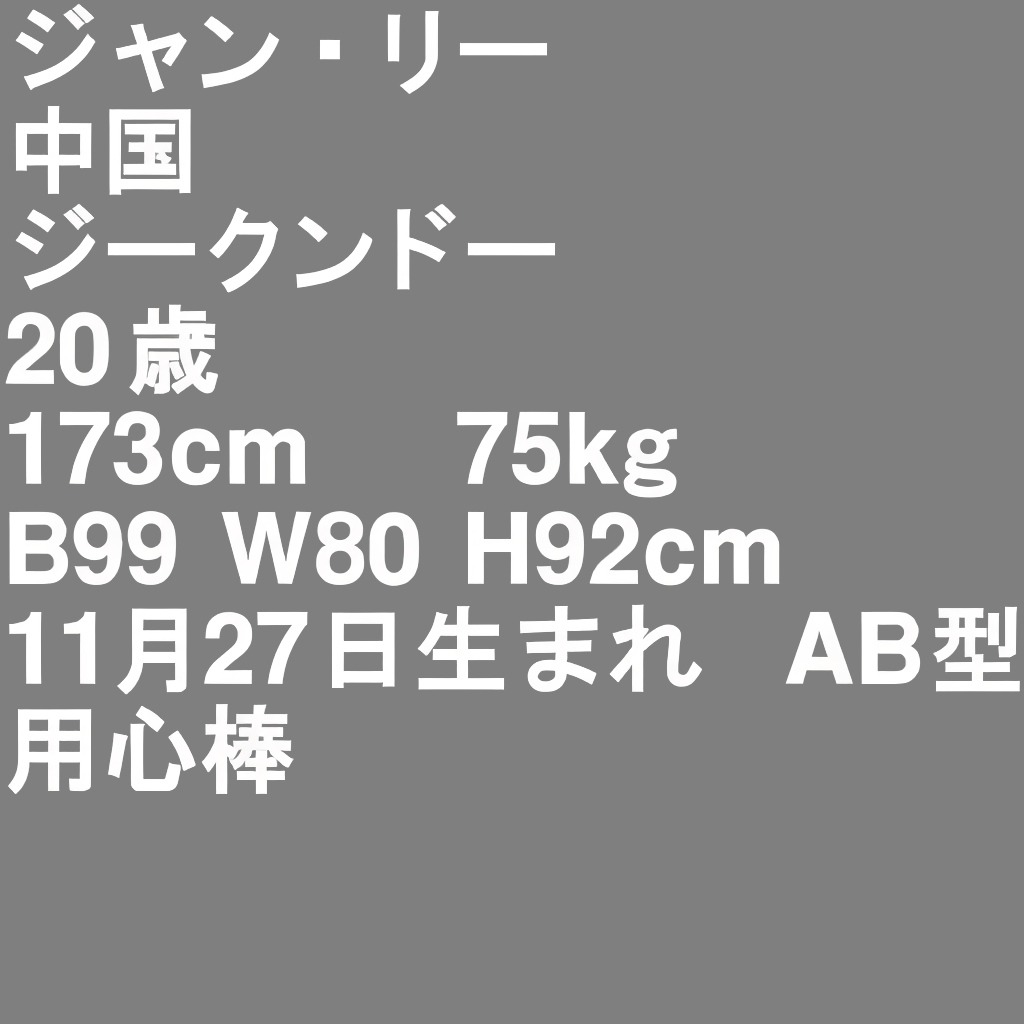 ジャン・リー
中国
ジークンドー
20歳
173cm　75kg
B99 W80 H92cm
11月27日生まれ　AB型
用心棒